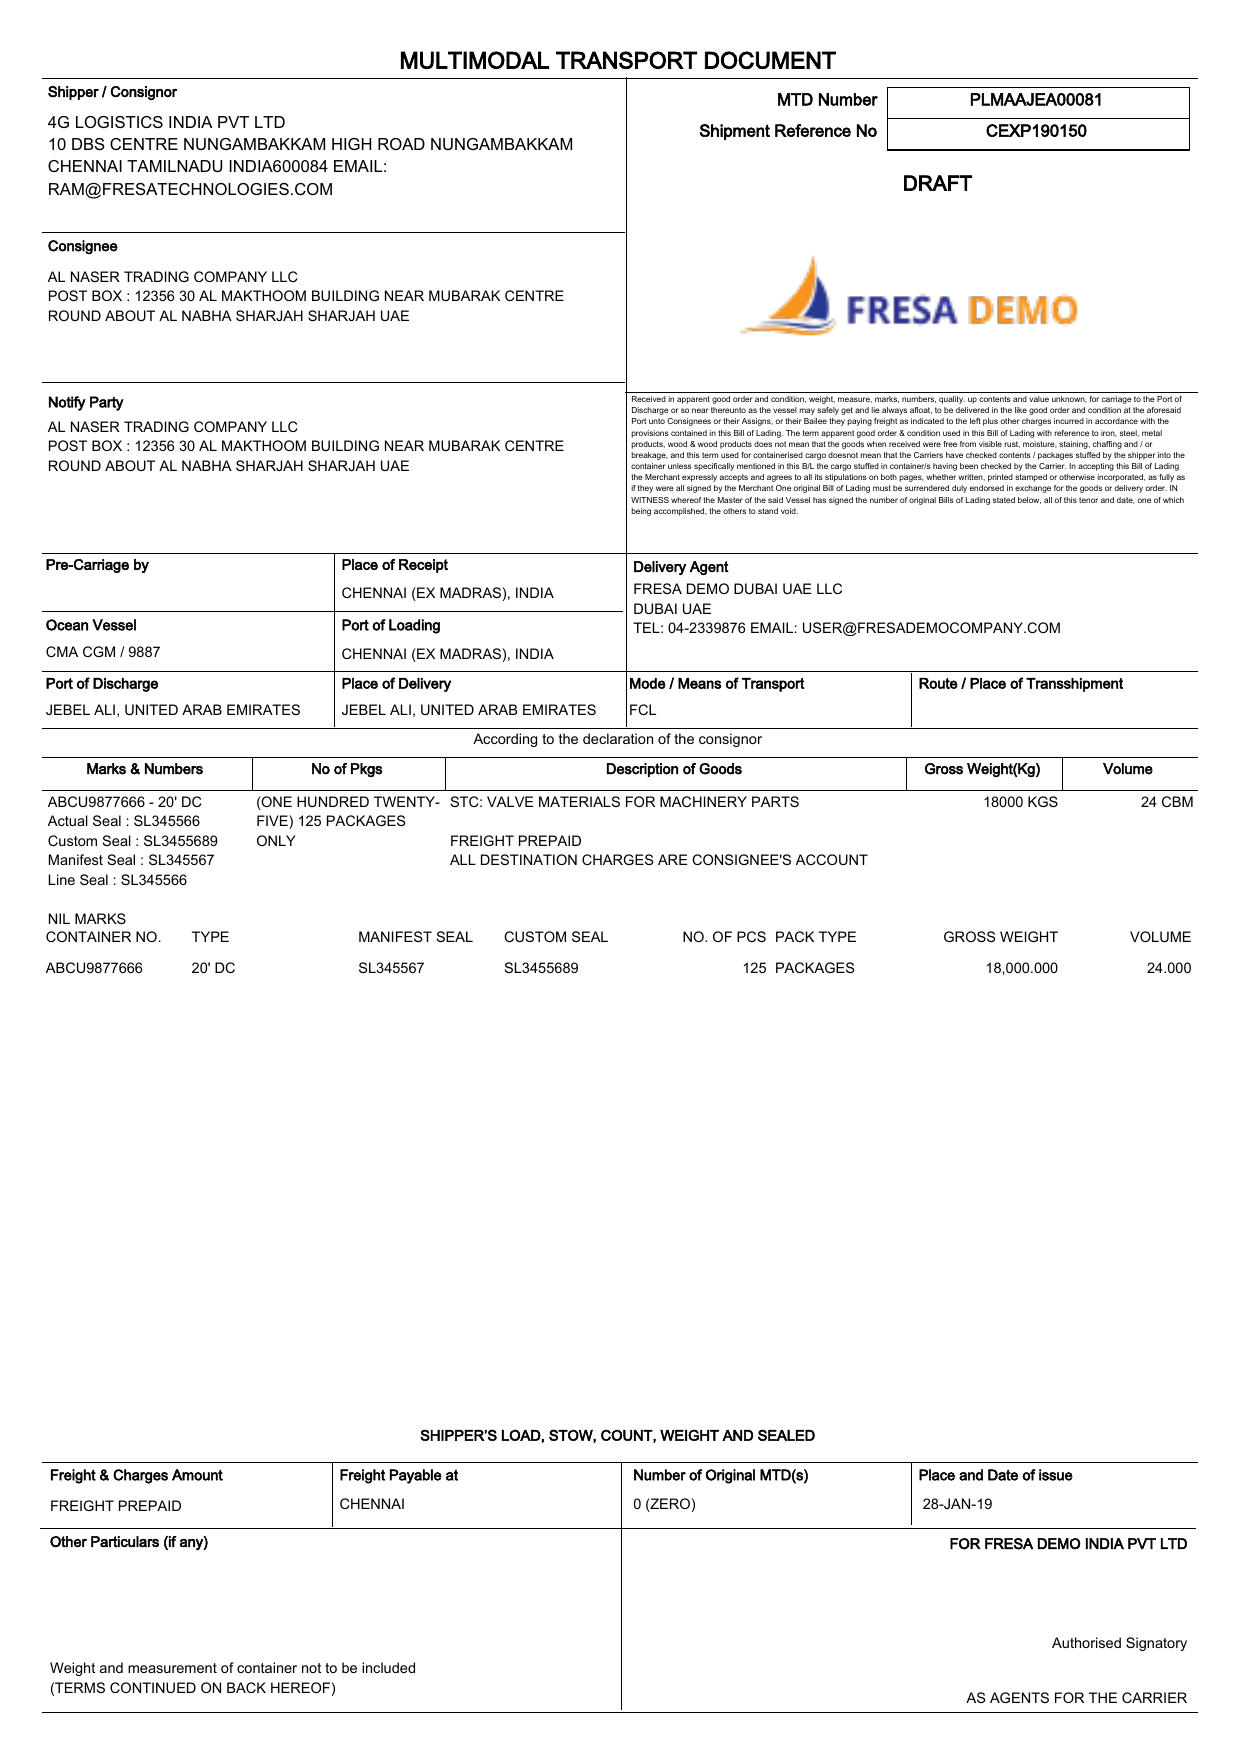 MULTIMODAL TRANSPORT DOCUMENT
Shipper / Consignor
4G LOGISTICS INDIA PVT LTD
10 DBS CENTRE NUNGAMBAKKAM HIGH ROAD NUNGAMBAKKAM
CHENNAI TAMILNADU INDIA600084 EMAIL:
RAM@FRESATECHNOLOGIES.COM
MTD Number PLMAAJEA00081
Shipment Reference No CEXP190150
DRAFT
FRESA DEMO
Consignee
AL NASER TRADING COMPANY LLC
POST BOX : 12356 30 AL MAKTHOOM BUILDING NEAR MUBARAK CENTRE
ROUND ABOUT AL NABHA SHARJAH SHARJAH UAE
Notify Party
AL NASER TRADING COMPANY LLC
POST BOX : 12356 30 AL MAKTHOOM BUILDING NEAR MUBARAK CENTRE
ROUND ABOUT AL NABHA SHARJAH SHARJAH UAE
Received in apparent good order and condition, weight, measure, marks, numbers, quality. up contents and value unknown, for carriage to the Port of
Discharge or so near thereunto as the vessel may safely get and lie always afloat, to be delivered in the like good order and condition at the aforesaid
Port unto Consignees or their Assigns, or their Bailee they paying freight as indicated to the left plus other charges incurred in accordance with the
provisions contained in this Bill of Lading. The term apparent good order & condition used in this Bill of Lading with reference to iron, steel, metal
products, wood & wood products does not mean that the goods when received were free from visible rust, moisture, staining, chaffing and / or
breakage, and this term used for containerised cargo doesnot mean that the Carriers have checked contents / packages stuffed by the shipper into the
container unless specifically mentioned in this B/L the cargo stuffed in container/s having been checked by the Carrier. In accepting this Bill of Lading
the Merchant expressly accepts and agrees to all its stipulations on both pages, whether written, printed stamped or otherwise incorporated, as fully as
if they were all signed by the Merchant One original Bill of Lading must be surrendered duly endorsed in exchange for the goods or delivery order. IN
WITNESS whereof the Master of the said Vessel has signed the number of original Bills of Lading stated below, all of this tenor and date, one of which
being accomplished, the others to stand void.
Pre-Carriage by
Place of Receipt
CHENNAI (EX MADRAS), INDIA
Delivery Agent
FRESA DEMO DUBAI UAE LLC
DUBAI UAE
TEL: 04-2339876 EMAIL: USER@FRESADEMOCOMPANY.COM
Ocean Vessel
CMA CGM / 9887
Port of Loading
CHENNAI (EX MADRAS), INDIA
Port of Discharge
JEBEL ALI, UNITED ARAB EMIRATES
Place of Delivery
JEBEL ALI, UNITED ARAB EMIRATES
Mode / Means of Transport
FCL
Route / Place of Transshipment
According to the declaration of the consignor
Marks & Numbers No of Pkgs Description of Goods Gross Weight(Kg) Volume
ABCU9877666 - 20' DC (ONE HUNDRED TWENTY- STC: VALVE MATERIALS FOR MACHINERY PARTS 18000 KGS 24 CBM
Actual Seal : SL345566 FIVE) 125 PACKAGES
Custom Seal : SL3455689 ONLY FREIGHT PREPAID
Manifest Seal : SL345567 ALL DESTINATION CHARGES ARE CONSIGNEE'S ACCOUNT
Line Seal : SL345566
NIL MARKS
CONTAINER NO. TYPE MANIFEST SEAL CUSTOM SEAL NO. OF PCS PACK TYPE GROSS WEIGHT VOLUME
ABCU9877666 20' DC SL345567 SL3455689 125 PACKAGES 18,000.000 24.000
SHIPPER'S LOAD, STOW, COUNT, WEIGHT AND SEALED
Freight & Charges Amount
FREIGHT PREPAID
Freight Payable at
CHENNAI
Number of Original MTD(s)
0 (ZERO)
Place and Date of issue
28-JAN-19
Other Particulars (if any)
FOR FRESA DEMO INDIA PVT LTD
Authorised Signatory
Weight and measurement of container not to be included
(TERMS CONTINUED ON BACK HEREOF)
AS AGENTS FOR THE CARRIER